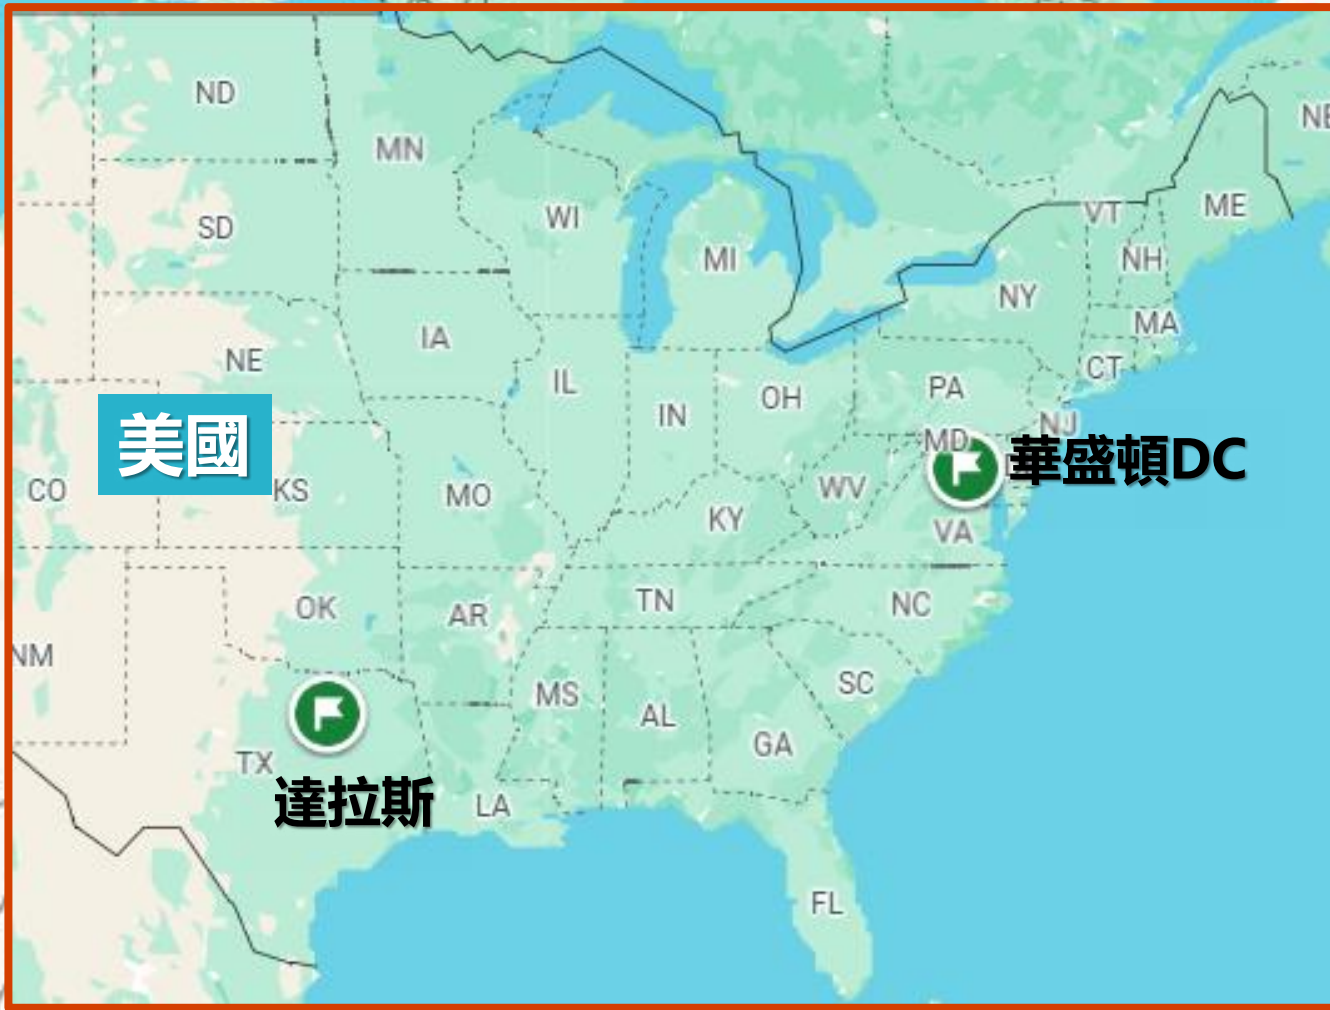 ND
MN
NE
SD
WI
MI
VT
ME
NH
NY
MA
NE
IA
IL
IN
OH
PA
CT
NJ
美國
MD
華盛頓DC
CO
KS
MO
WV
KY
VA
OK
AR
TN
NC
NM
MS
AL
SC
GA
TX
達拉斯
LA
FL